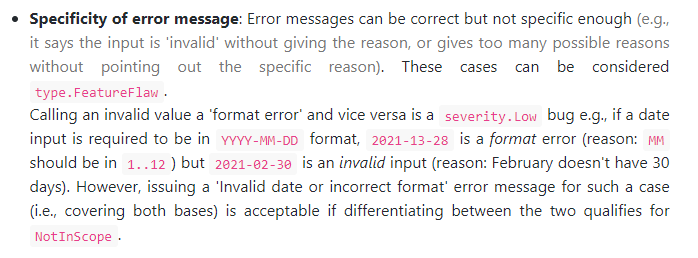 • Specificity of error message: Error messages can be correct but not specific enough (e.g.,
it says the input is 'invalid' without giving the reason, or gives too many possible reasons
without pointing out the specific reason). These cases can be considered
type.FeatureFlaw .
Calling an invalid value a 'format error' and vice versa is a severity.Low bug e.g., if a date
input is required to be in YYYY-MM-DD format, 2021-13-28 is a format error (reason: MM
should be in 1..12 ) but 2021-02-30 is an invalid input (reason: February doesn't have 30
days). However, issuing a 'Invalid date or incorrect format' error message for such a case
(i.e., covering both bases) is acceptable if differentiating between the two qualifies for
NotInScope .